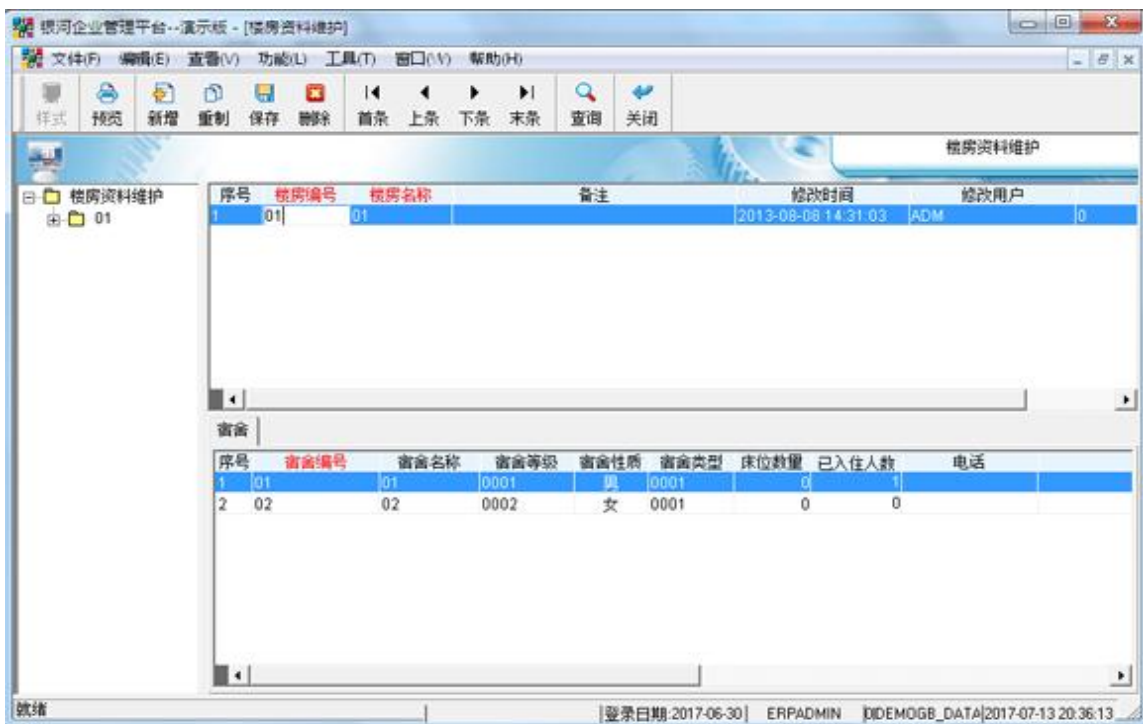 银河企业管理平台--演示版 - [楼房资料维护]
文件(F) 编辑(E) 查看(V) 功能(L) 工具(T) 窗口(W) 帮助(H)
样式 预览 新增 重制 保存 删除 首条 上条 下条 末条 查询 关闭
楼房资料维护
楼房资料维护
01
序号 楼房编号 楼房名称 备注 修改时间 修改用户
1 01 01 2013-08-08 14:31:03 ADM 0
宿舍
序号 宿舍编号 宿舍名称 宿舍等级 宿舍性质 宿舍类型 床位数量 已入住人数 电话
1 01 01 0001 男 0001 0 1
2 02 02 0002 女 0001 0 0
就绪 登录日期:2017-06-30 ERPADMIN DEMOGB_DATA 2017-07-13 20:36:13